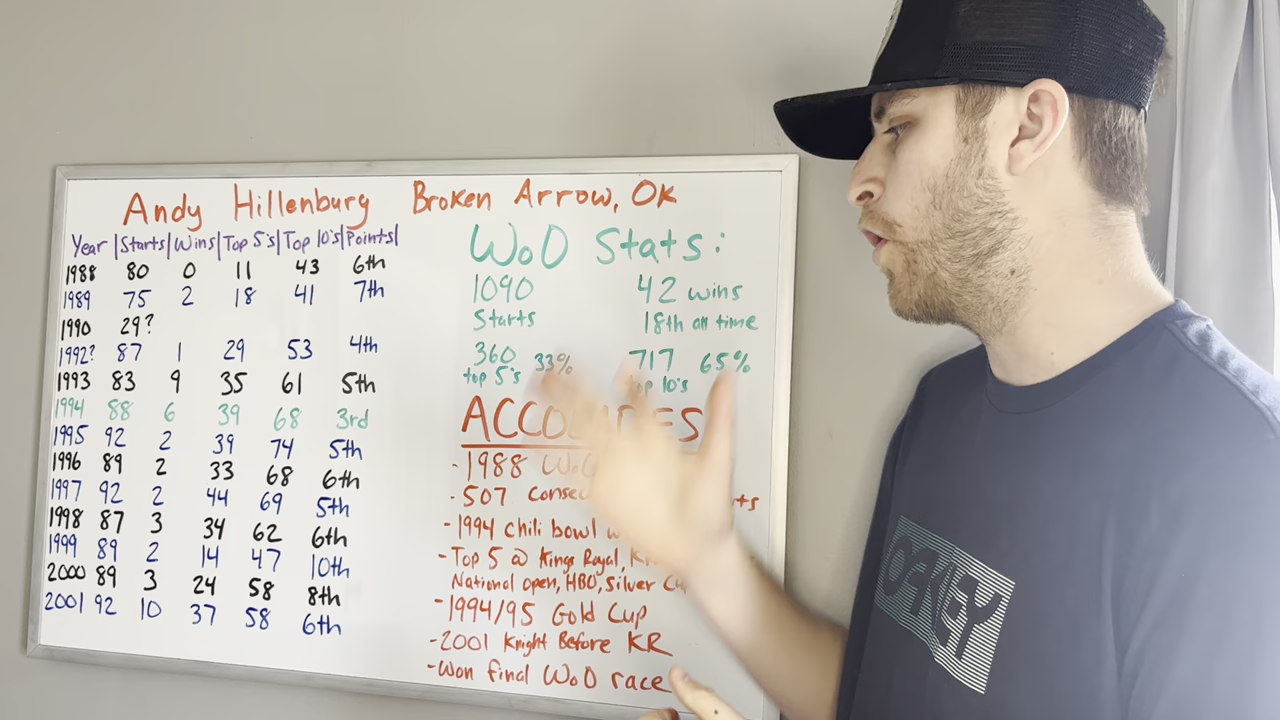 Andy Hillenburg Broken Arrow, OK
Year | Starts | Wins | Top 5's | Top 10's | Points |
1988 80 0 11 43 6th
1989 75 2 18 41 7th
1990 29?
1992? 87 1 29 53 4th
1993 83 9 35 61 5th
1994 88 6 39 68 3rd
1995 92 2 39 74 5th
1996 89 2 33 68 6th
1997 92 2 44 69 5th
1998 87 3 34 62 6th
1999 89 2 14 47 10th
2000 89 3 24 58 8th
2001 92 10 37 58 6th
WoO Stats:
1090 42 wins
Starts 18th all time
360 33% 717 65%
top 5's top 10's
ACCOLADES
- 1988 WoO
- 507
- 1994 chili bowl
- Top 5 @ Kings Royal,
National open, HBO, Silver Cup
- 1994/95 Gold Cup
- 2001 Knight Before KR
- Won final WoO race
OAKLEY